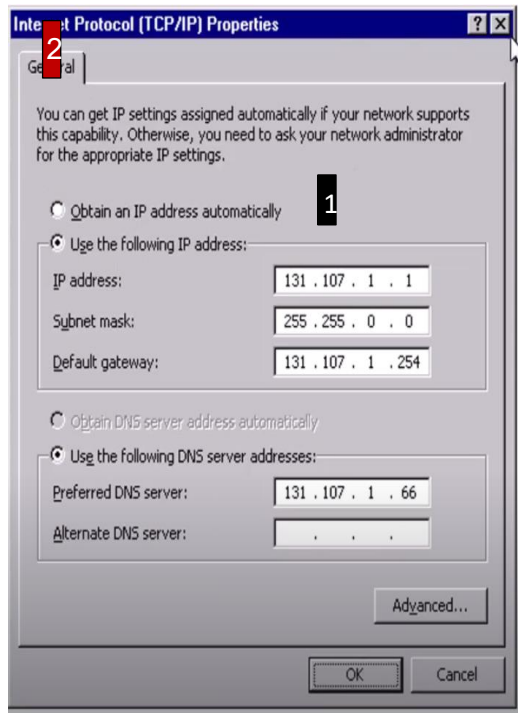 Internet Protocol (TCP/IP) Properties
2
General
You can get IP settings assigned automatically if your network supports
this capability. Otherwise, you need to ask your network administrator
for the appropriate IP settings.
1
Obtain an IP address automatically
Use the following IP address:
IP address: 131 . 107 . 1 . 1
Subnet mask: 255 . 255 . 0 . 0
Default gateway: 131 . 107 . 1 . 254
Obtain DNS server address automatically
Use the following DNS server addresses:
Preferred DNS server: 131 . 107 . 1 . 66
Alternate DNS server: . . .
Advanced...
OK Cancel